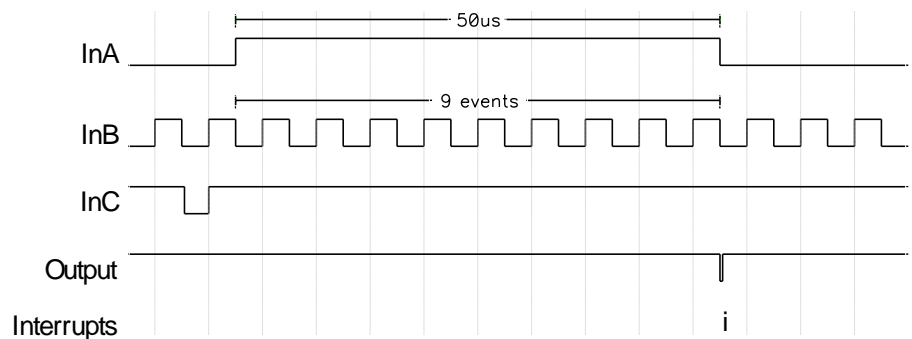 50us
InA
9 events
InB
InC
Output
i
Interrupts